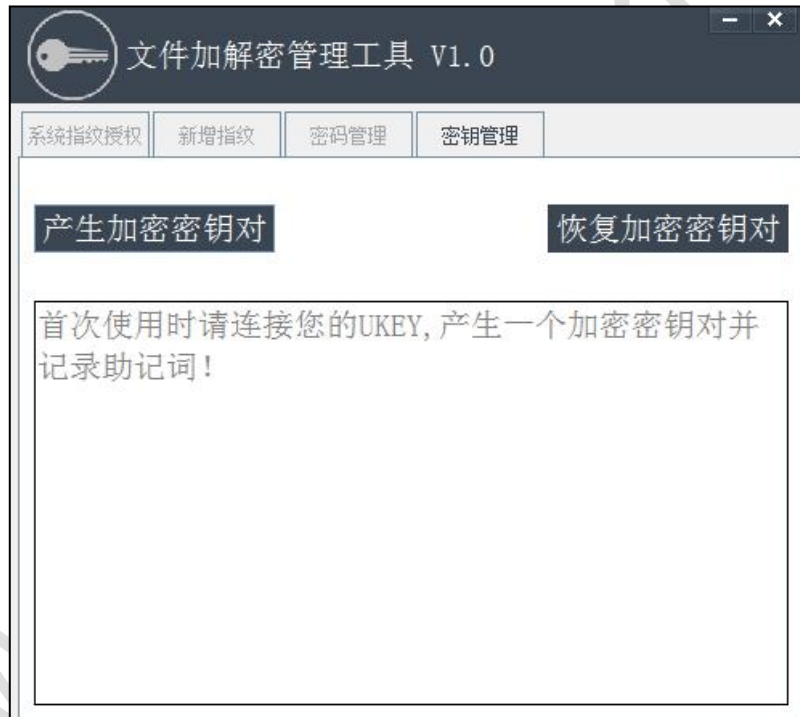 文件加解密管理工具 V1.0
系统指纹授权 新增指纹 密码管理 密钥管理
产生加密密钥对 恢复加密密钥对
首次使用时请连接您的UKEY,产生一个加密密钥对并
记录助记词!